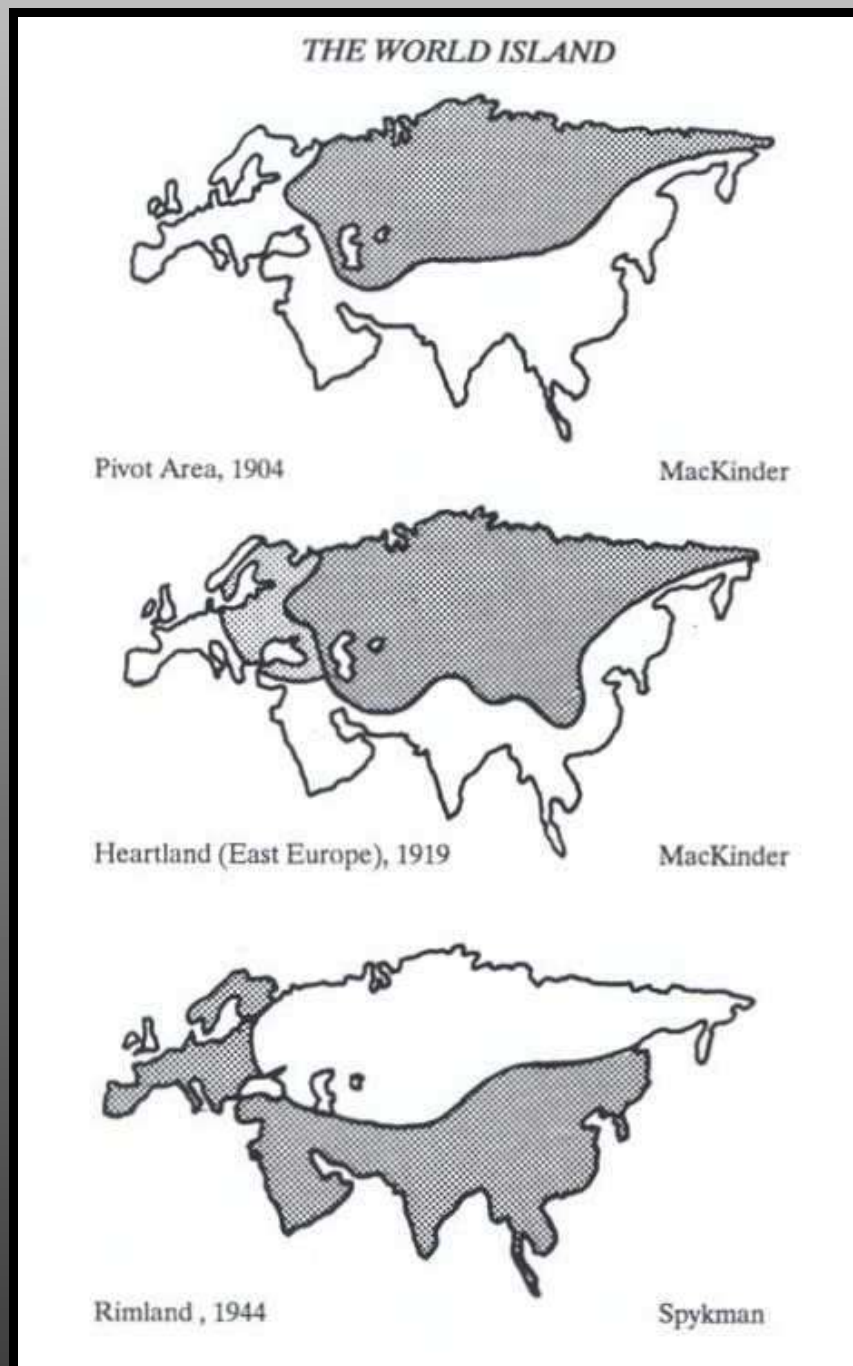 THE WORLD ISLAND
Pivot Area, 1904 MacKinder
Heartland (East Europe), 1919 MacKinder
Rimland , 1944 Spykman